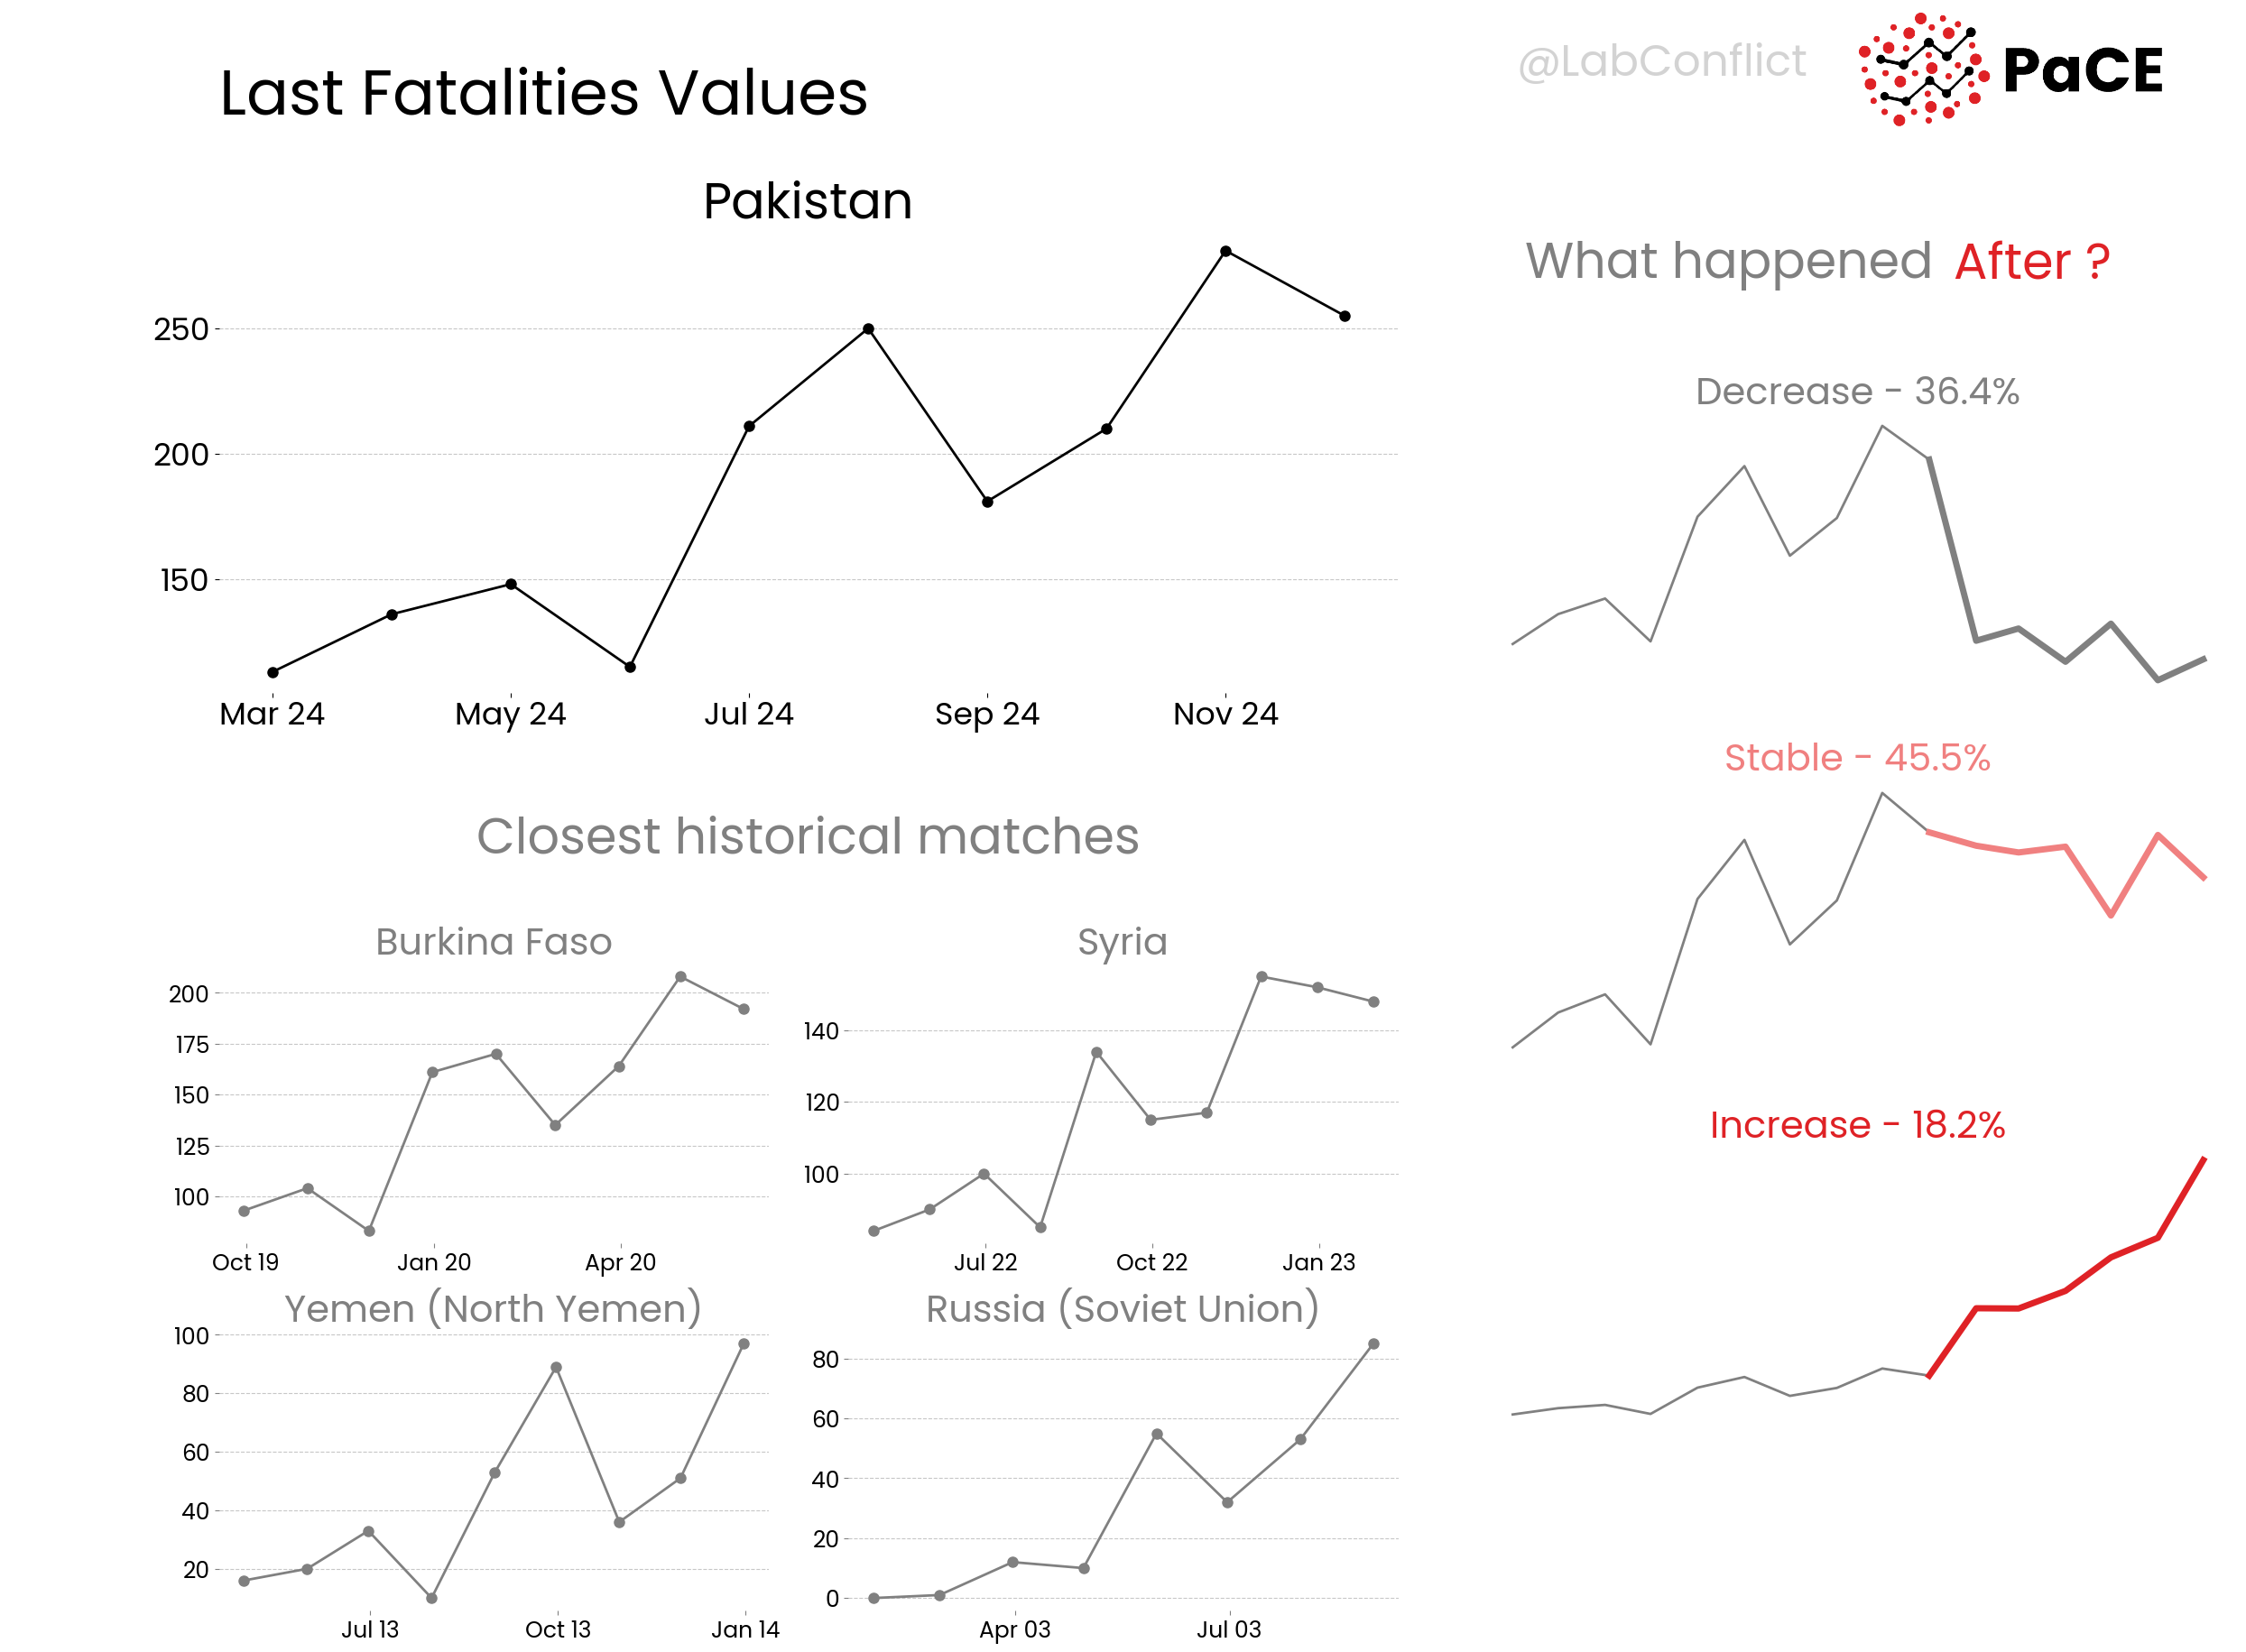 @LabConflict
PaCE
Last Fatalities Values
Pakistan
250
200
150
Mar 24 May 24 Jul 24 Sep 24 Nov 24
What happened After ?
Decrease - 36.4%
Stable - 45.5%
Increase - 18.2%
Closest historical matches
Burkina Faso
200
175
150
125
100
Oct 19 Jan 20 Apr 20
Syria
140
120
100
Jul 22 Oct 22 Jan 23
Yemen (North Yemen)
100
80
60
40
20
Jul 13 Oct 13 Jan 14
Russia (Soviet Union)
80
60
40
20
0
Apr 03 Jul 03